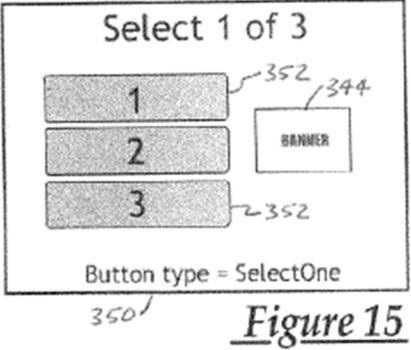 Select 1 of 3
1
352
344
2
BANNER
3
352
Button type = SelectOne
350
Figure 15